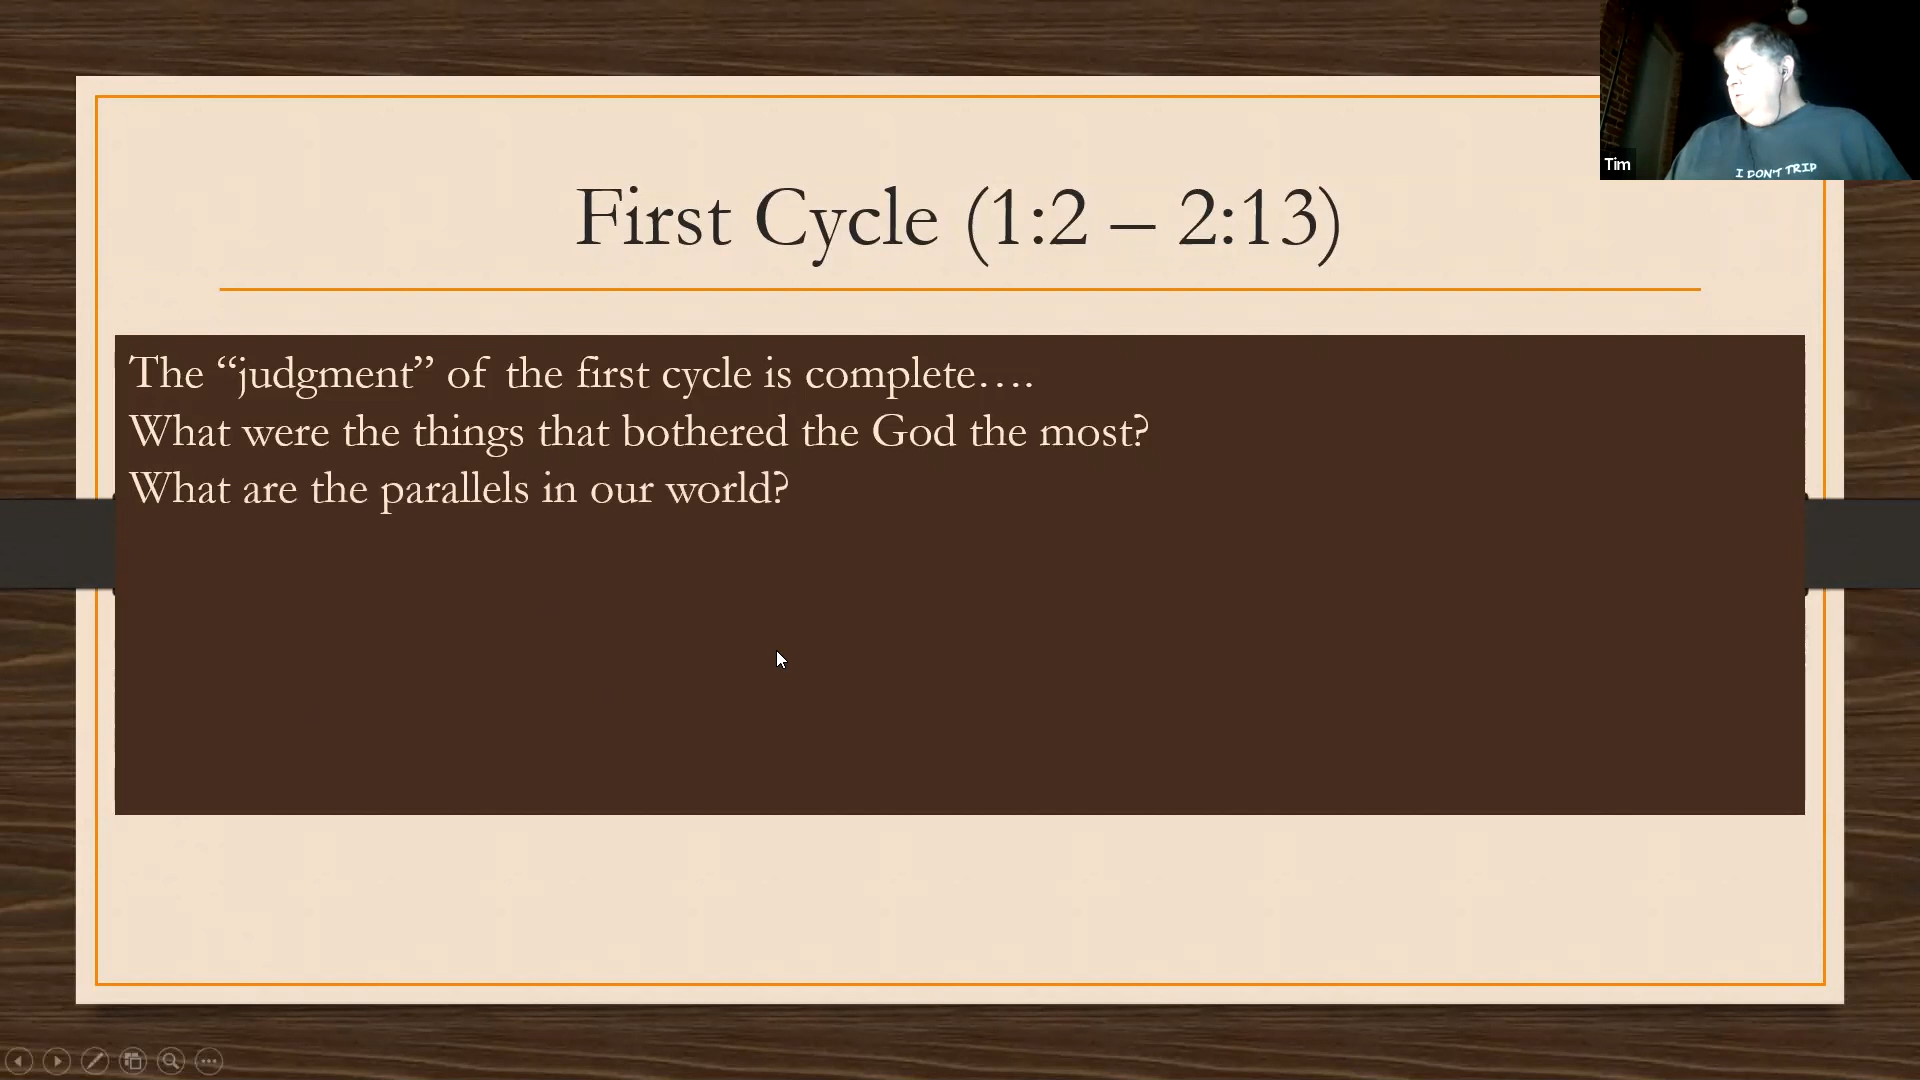 First Cycle (1:2 – 2:13)
The “judgment” of the first cycle is complete….
What were the things that bothered the God the most?
What are the parallels in our world?
Tim
I DON'T TRIP